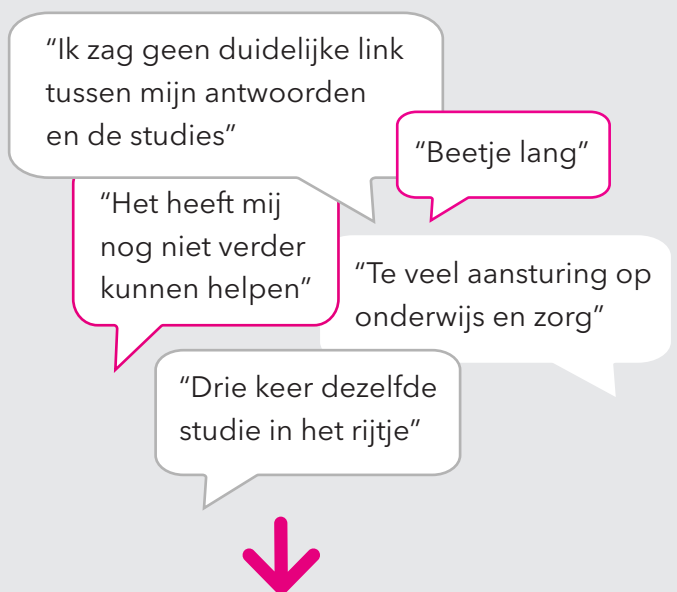 “Ik zag geen duidelijke link
tussen mijn antwoorden
en de studies”
“Beetje lang”
“Het heeft mij
nog niet verder
kunnen helpen”
“Te veel aansturing op
onderwijs en zorg”
“Drie keer dezelfde
studie in het rijtje”